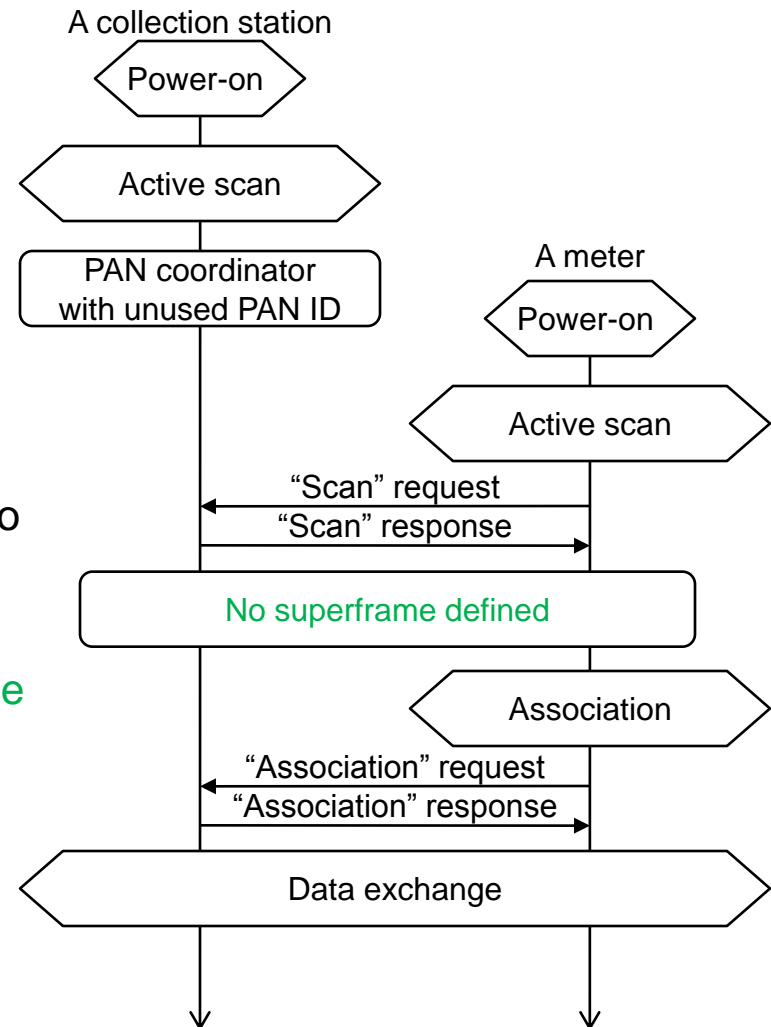 A collection station
Power-on
Active scan
PAN coordinator
with unused PAN ID
A meter
Power-on
Active scan
“Scan” request
“Scan” response
No superframe defined
Association
“Association” request
“Association” response
Data exchange